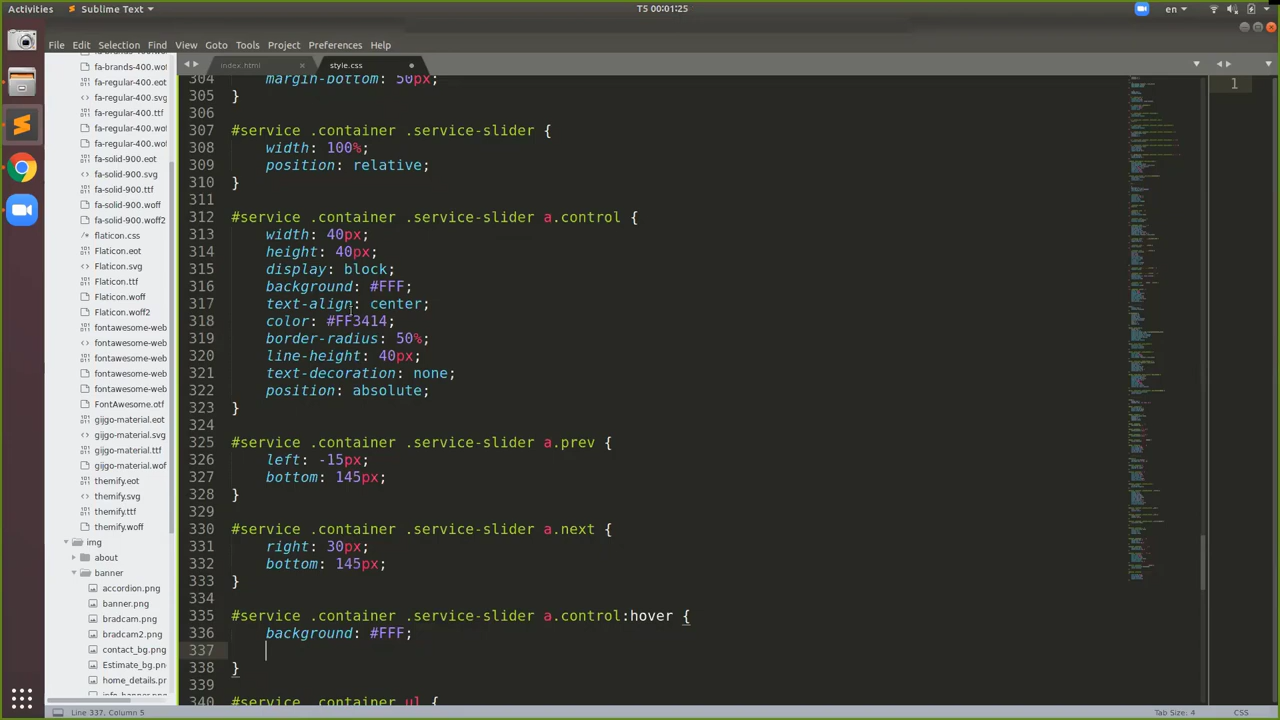 Activities
Sublime Text
T5 00:01:25
en
File Edit Selection Find View Goto Tools Project Preferences Help
fa-brands-400.wof
fa-regular-400.eot
fa-regular-400.svg
fa-regular-400.ttf
fa-regular-400.wof
fa-regular-400.wof
fa-solid-900.eot
fa-solid-900.svg
fa-solid-900.ttf
fa-solid-900.woff
fa-solid-900.woff2
flaticon.css
Flaticon.eot
Flaticon.svg
Flaticon.ttf
Flaticon.woff
Flaticon.woff2
fontawesome-web
fontawesome-web
fontawesome-web
fontawesome-web
fontawesome-web
FontAwesome.otf
gijgo-material.eot
gijgo-material.svg
gijgo-material.ttf
gijgo-material.wof
themify.eot
themify.svg
themify.ttf
themify.woff
img
about
banner
accordion.png
banner.png
bradcam.png
bradcam2.png
contact_bg.png
Estimate_bg.png
home_details.pr
info_banner.png
index.html
style.css
304 margin-bottom: 50px;
305 }
306
307 #service .container .service-slider {
308 width: 100%;
309 position: relative;
310 }
311
312 #service .container .service-slider a.control {
313 width: 40px;
314 height: 40px;
315 display: block;
316 background: #FFF;
317 text-align: center;
318 color: #FF3414;
319 border-radius: 50%;
320 line-height: 40px;
321 text-decoration: none;
322 position: absolute;
323 }
324
325 #service .container .service-slider a.prev {
326 left: -15px;
327 bottom: 145px;
328 }
329
330 #service .container .service-slider a.next {
331 right: 30px;
332 bottom: 145px;
333 }
334
335 #service .container .service-slider a.control:hover {
336 background: #FFF;
337
338 }
339
340 #service .container ul {
1
Line 337, Column 5
Tab Size: 4
CSS